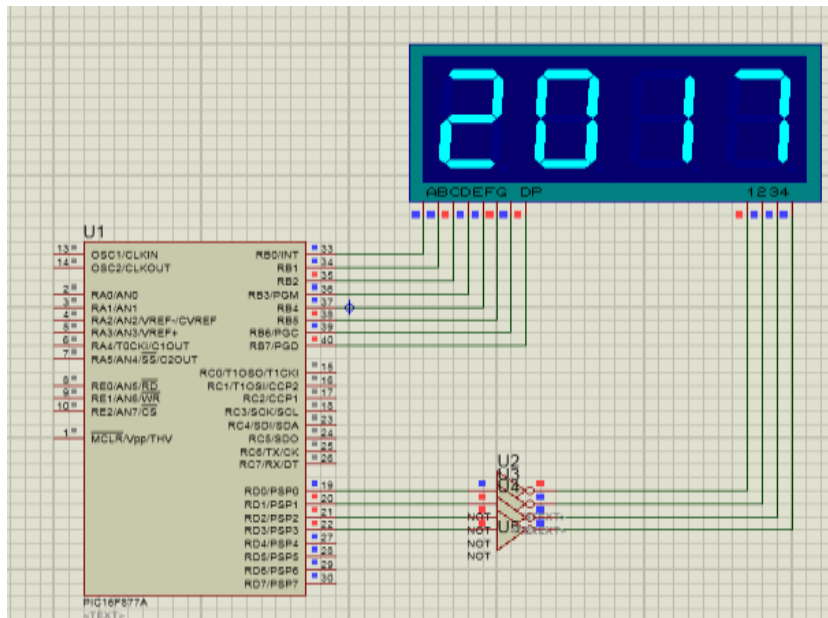 2017
ABCDEFG DP 1234
U1
13 OSC1/CLKIN RB0/INT 33
14 OSC2/CLKOUT RB1 34
RB2 35
2 RA0/AN0 RB3/PGM 36
3 RA1/AN1 RB4 37
4 RA2/AN2/VREF-/CVREF RB5 38
5 RA3/AN3/VREF+ RB6/PGC 39
6 RA4/T0CKI/C1OUT RB7/PGD 40
7 RA5/AN4/SS/C2OUT
RC0/T1OSO/T1CKI 15
8 RE0/AN5/RD RC1/T1OSI/CCP2 16
9 RE1/AN6/WR RC2/CCP1 17
10 RE2/AN7/CS RC3/SCK/SCL 18
RC4/SDI/SDA 23
1 MCLR/Vpp/THV RC5/SDO 24
RC6/TX/CK 25
RC7/RX/DT 26
RD0/PSP0 19
RD1/PSP1 20
RD2/PSP2 21
RD3/PSP3 22
RD4/PSP4 27
RD5/PSP5 28
RD6/PSP6 29
RD7/PSP7 30
PIC16F877A
<TEXT>
U2
U3
U4
U5
NOT
NOT
NOT
NOT